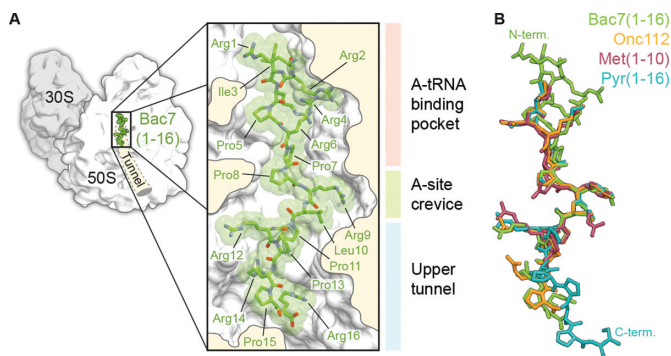 A
30S
50S
Bac7
(1-16)
Tunnel
Arg1
Arg2
Ile3
Arg4
Pro5
Arg6
Pro7
Pro8
Arg9
Leu10
Arg12
Pro11
Pro13
Arg14
Pro15
Arg16
A-tRNA
binding
pocket
A-site
crevice
Upper
tunnel
B
Bac7(1-16)
Onc112
Met(1-10)
Pyr(1-16)
N-term.
C-term.